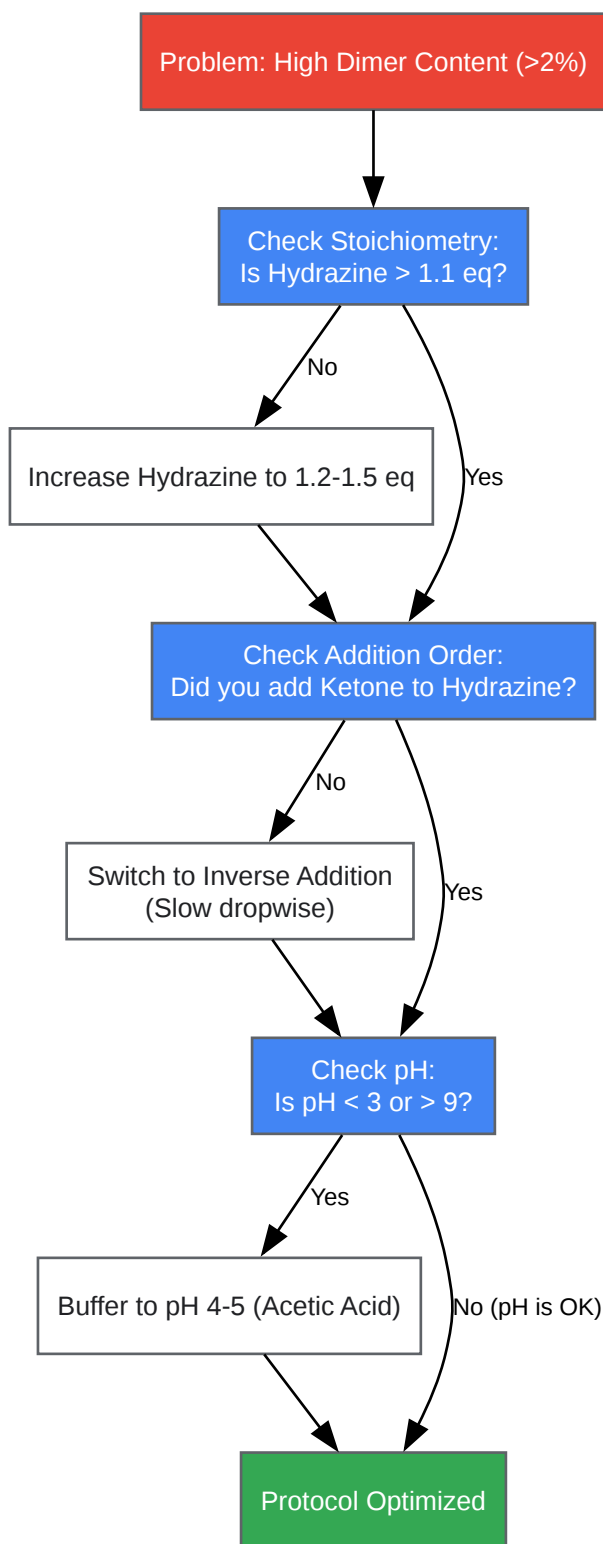 Problem: High Dimer Content (>2%)
Check Stoichiometry:
Is Hydrazine > 1.1 eq?
No
Increase Hydrazine to 1.2-1.5 eq
Yes
Check Addition Order:
Did you add Ketone to Hydrazine?
No
Switch to Inverse Addition
(Slow dropwise)
Yes
Check pH:
Is pH < 3 or > 9?
Yes
Buffer to pH 4-5 (Acetic Acid)
No (pH is OK)
Protocol Optimized